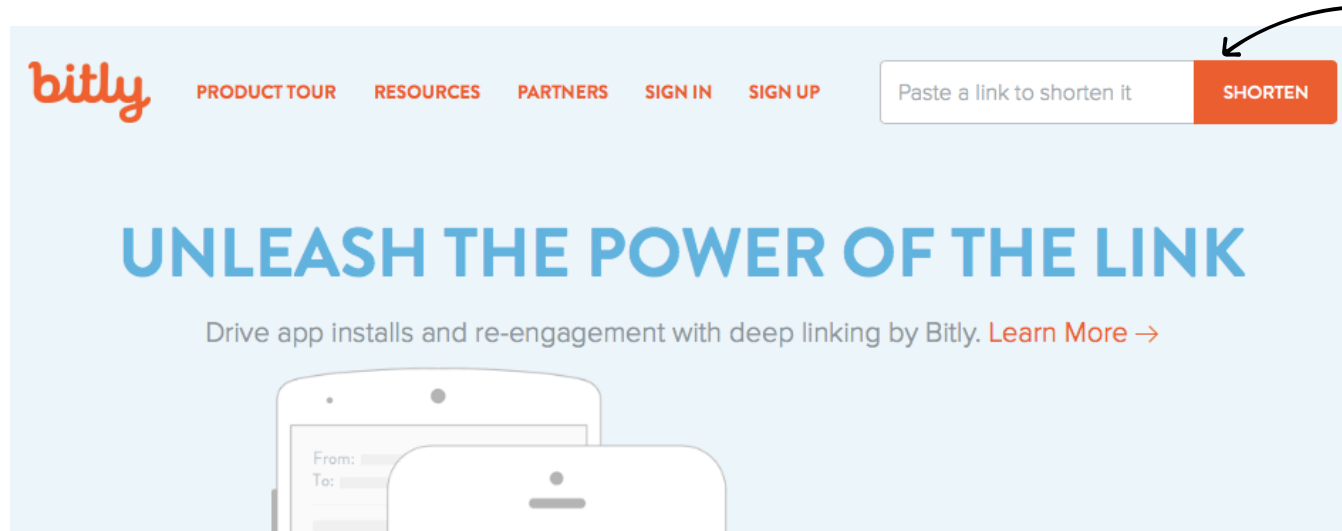 bitly PRODUCT TOUR RESOURCES PARTNERS SIGN IN SIGN UP Paste a link to shorten it SHORTEN
UNLEASH THE POWER OF THE LINK
Drive app installs and re-engagement with deep linking by Bitly. Learn More →
From:
To: